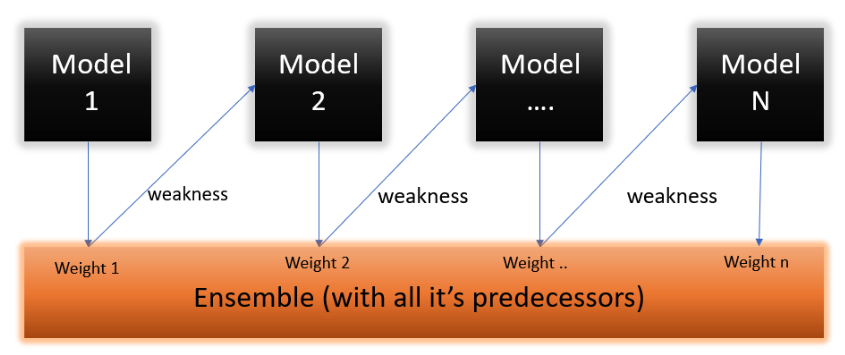 Model
1
Model
2
Model
....
Model
N
weakness
weakness
weakness
Weight 1
Weight 2
Weight ..
Weight n
Ensemble (with all it's predecessors)